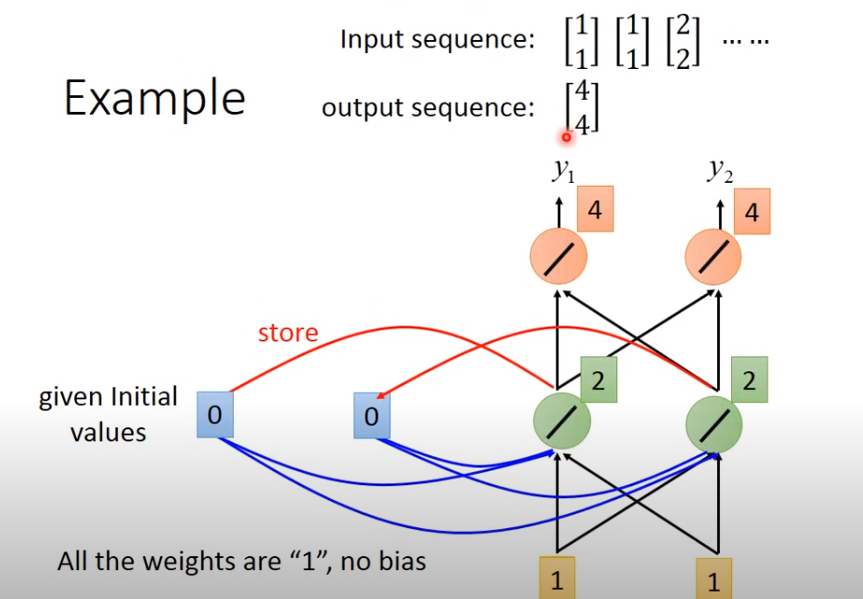 Input sequence: [1 1] [1 1] [2 2] ... ...
Example
output sequence: [4 4]
y₁ y₂
4 4
store
2 2
given Initial values
0 0
All the weights are “1”, no bias
1 1